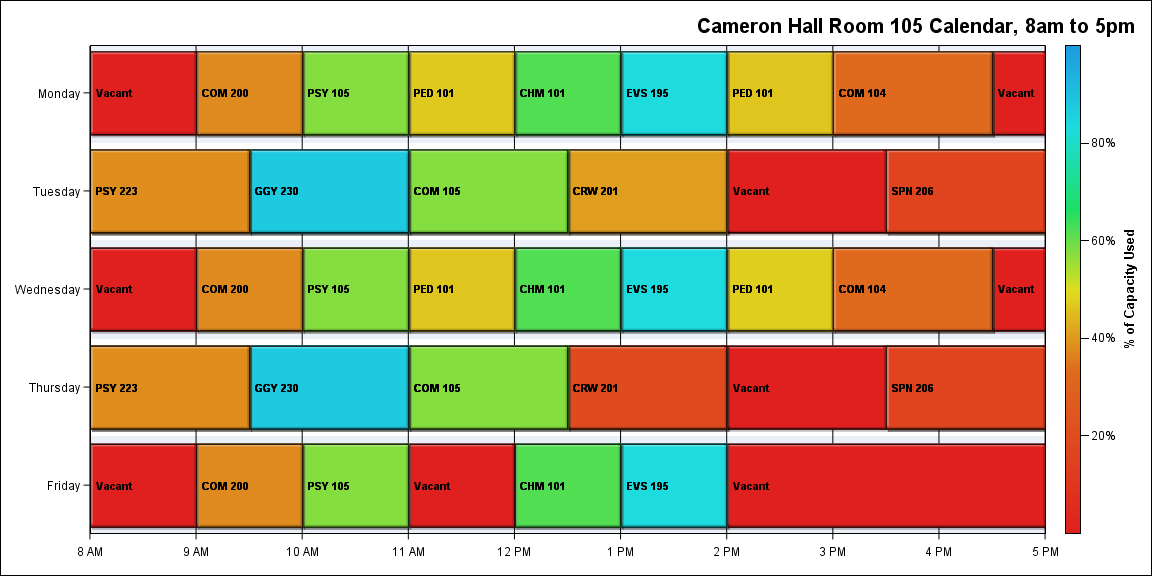 Cameron Hall Room 105 Calendar, 8am to 5pm
Monday
Vacant
COM 200
PSY 105
PED 101
CHM 101
EVS 195
PED 101
COM 104
Vacant
Tuesday
PSY 223
GGY 230
COM 105
CRW 201
Vacant
SPN 206
Wednesday
Vacant
COM 200
PSY 105
PED 101
CHM 101
EVS 195
PED 101
COM 104
Vacant
Thursday
PSY 223
GGY 230
COM 105
CRW 201
Vacant
SPN 206
Friday
Vacant
COM 200
PSY 105
Vacant
CHM 101
EVS 195
Vacant
8 AM
9 AM
10 AM
11 AM
12 PM
1 PM
2 PM
3 PM
4 PM
5 PM
80%
60%
40%
20%
% of Capacity Used